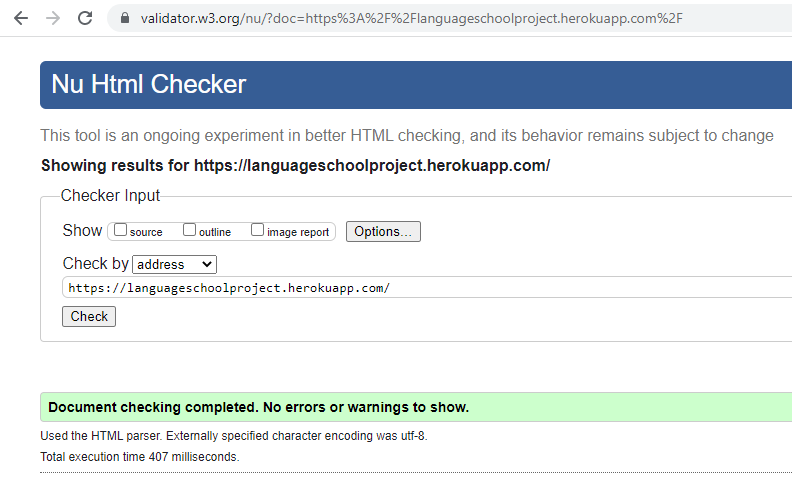 validator.w3.org/nu/?doc=https%3A%2F%2Flanguageschoolproject.herokuapp.com%2F
Nu Html Checker
This tool is an ongoing experiment in better HTML checking, and its behavior remains subject to change
Showing results for https://languageschoolproject.herokuapp.com/
Checker Input
Show source outline image report Options...
Check by address
https://languageschoolproject.herokuapp.com/
Check
Document checking completed. No errors or warnings to show.
Used the HTML parser. Externally specified character encoding was utf-8.
Total execution time 407 milliseconds.